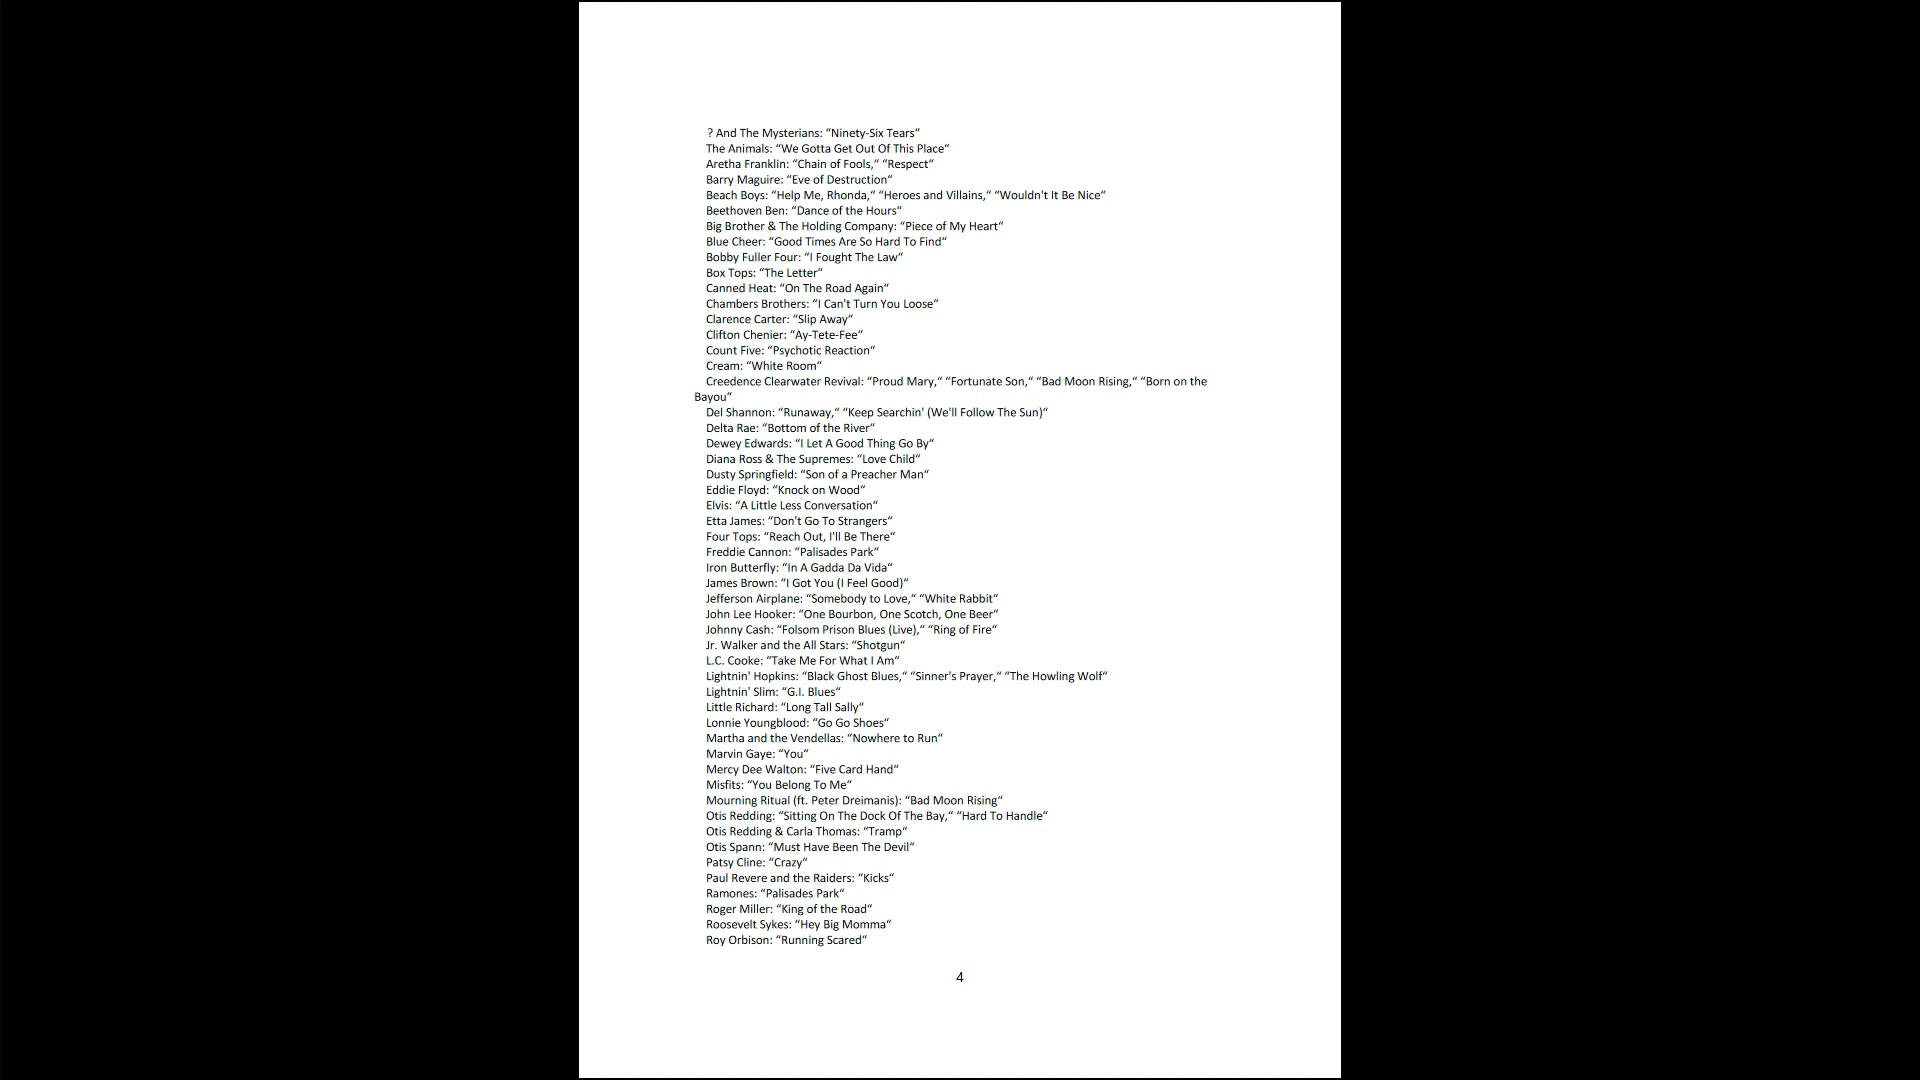 ? And The Mysterians: “Ninety-Six Tears“
The Animals: “We Gotta Get Out Of This Place“
Aretha Franklin: “Chain of Fools,“ “Respect“
Barry Maguire: “Eve of Destruction“
Beach Boys: “Help Me, Rhonda,“ “Heroes and Villains,“ “Wouldn't It Be Nice“
Beethoven Ben: “Dance of the Hours“
Big Brother & The Holding Company: “Piece of My Heart“
Blue Cheer: “Good Times Are So Hard To Find“
Bobby Fuller Four: “I Fought The Law“
Box Tops: “The Letter“
Canned Heat: “On The Road Again“
Chambers Brothers: “I Can't Turn You Loose“
Clarence Carter: “Slip Away“
Clifton Chenier: “Ay-Tete-Fee“
Count Five: “Psychotic Reaction“
Cream: “White Room“
Creedence Clearwater Revival: “Proud Mary,“ “Fortunate Son,“ “Bad Moon Rising,“ “Born on the
Bayou“
Del Shannon: “Runaway,“ “Keep Searchin' (We'll Follow The Sun)“
Delta Rae: “Bottom of the River“
Dewey Edwards: “I Let A Good Thing Go By“
Diana Ross & The Supremes: “Love Child“
Dusty Springfield: “Son of a Preacher Man“
Eddie Floyd: “Knock on Wood“
Elvis: “A Little Less Conversation“
Etta James: “Don't Go To Strangers“
Four Tops: “Reach Out, I'll Be There“
Freddie Cannon: “Palisades Park“
Iron Butterfly: “In A Gadda Da Vida“
James Brown: “I Got You (I Feel Good)“
Jefferson Airplane: “Somebody to Love,“ “White Rabbit“
John Lee Hooker: “One Bourbon, One Scotch, One Beer“
Johnny Cash: “Folsom Prison Blues (Live),“ “Ring of Fire“
Jr. Walker and the All Stars: “Shotgun“
L.C. Cooke: “Take Me For What I Am“
Lightnin' Hopkins: “Black Ghost Blues,“ “Sinner's Prayer,“ “The Howling Wolf“
Lightnin' Slim: “G.I. Blues“
Little Richard: “Long Tall Sally“
Lonnie Youngblood: “Go Go Shoes“
Martha and the Vendellas: “Nowhere to Run“
Marvin Gaye: “You“
Mercy Dee Walton: “Five Card Hand“
Misfits: “You Belong To Me“
Mourning Ritual (ft. Peter Dreimanis): “Bad Moon Rising“
Otis Redding: “Sitting On The Dock Of The Bay,“ “Hard To Handle“
Otis Redding & Carla Thomas: “Tramp“
Otis Spann: “Must Have Been The Devil“
Patsy Cline: “Crazy“
Paul Revere and the Raiders: “Kicks“
Ramones: “Palisades Park“
Roger Miller: “King of the Road“
Roosevelt Sykes: “Hey Big Momma“
Roy Orbison: “Running Scared“
4